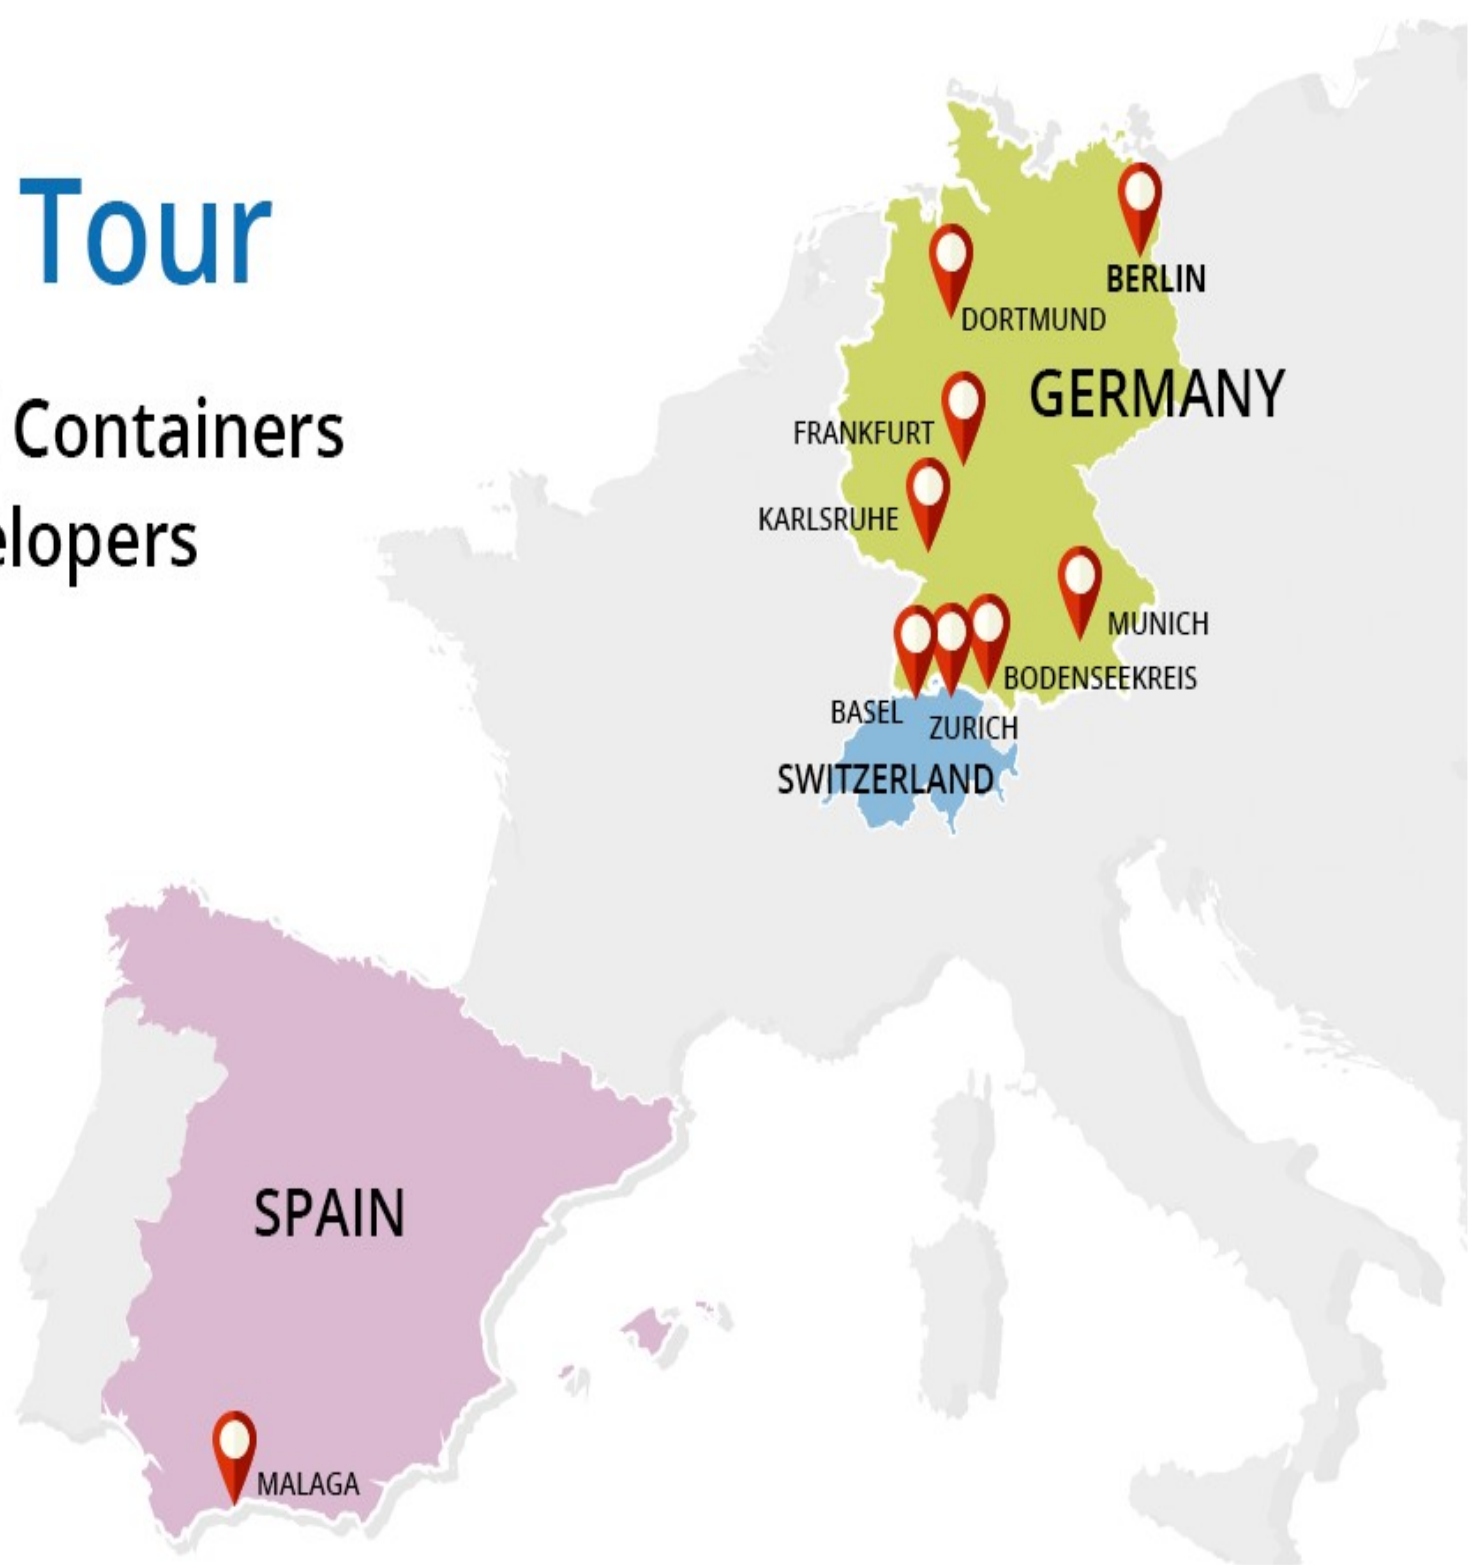 Tour
Containers
elopers
BERLIN
DORTMUND
GERMANY
FRANKFURT
KARLSRUHE
MUNICH
BODENSEEKREIS
BASEL
ZURICH
SWITZERLAND
SPAIN
MALAGA